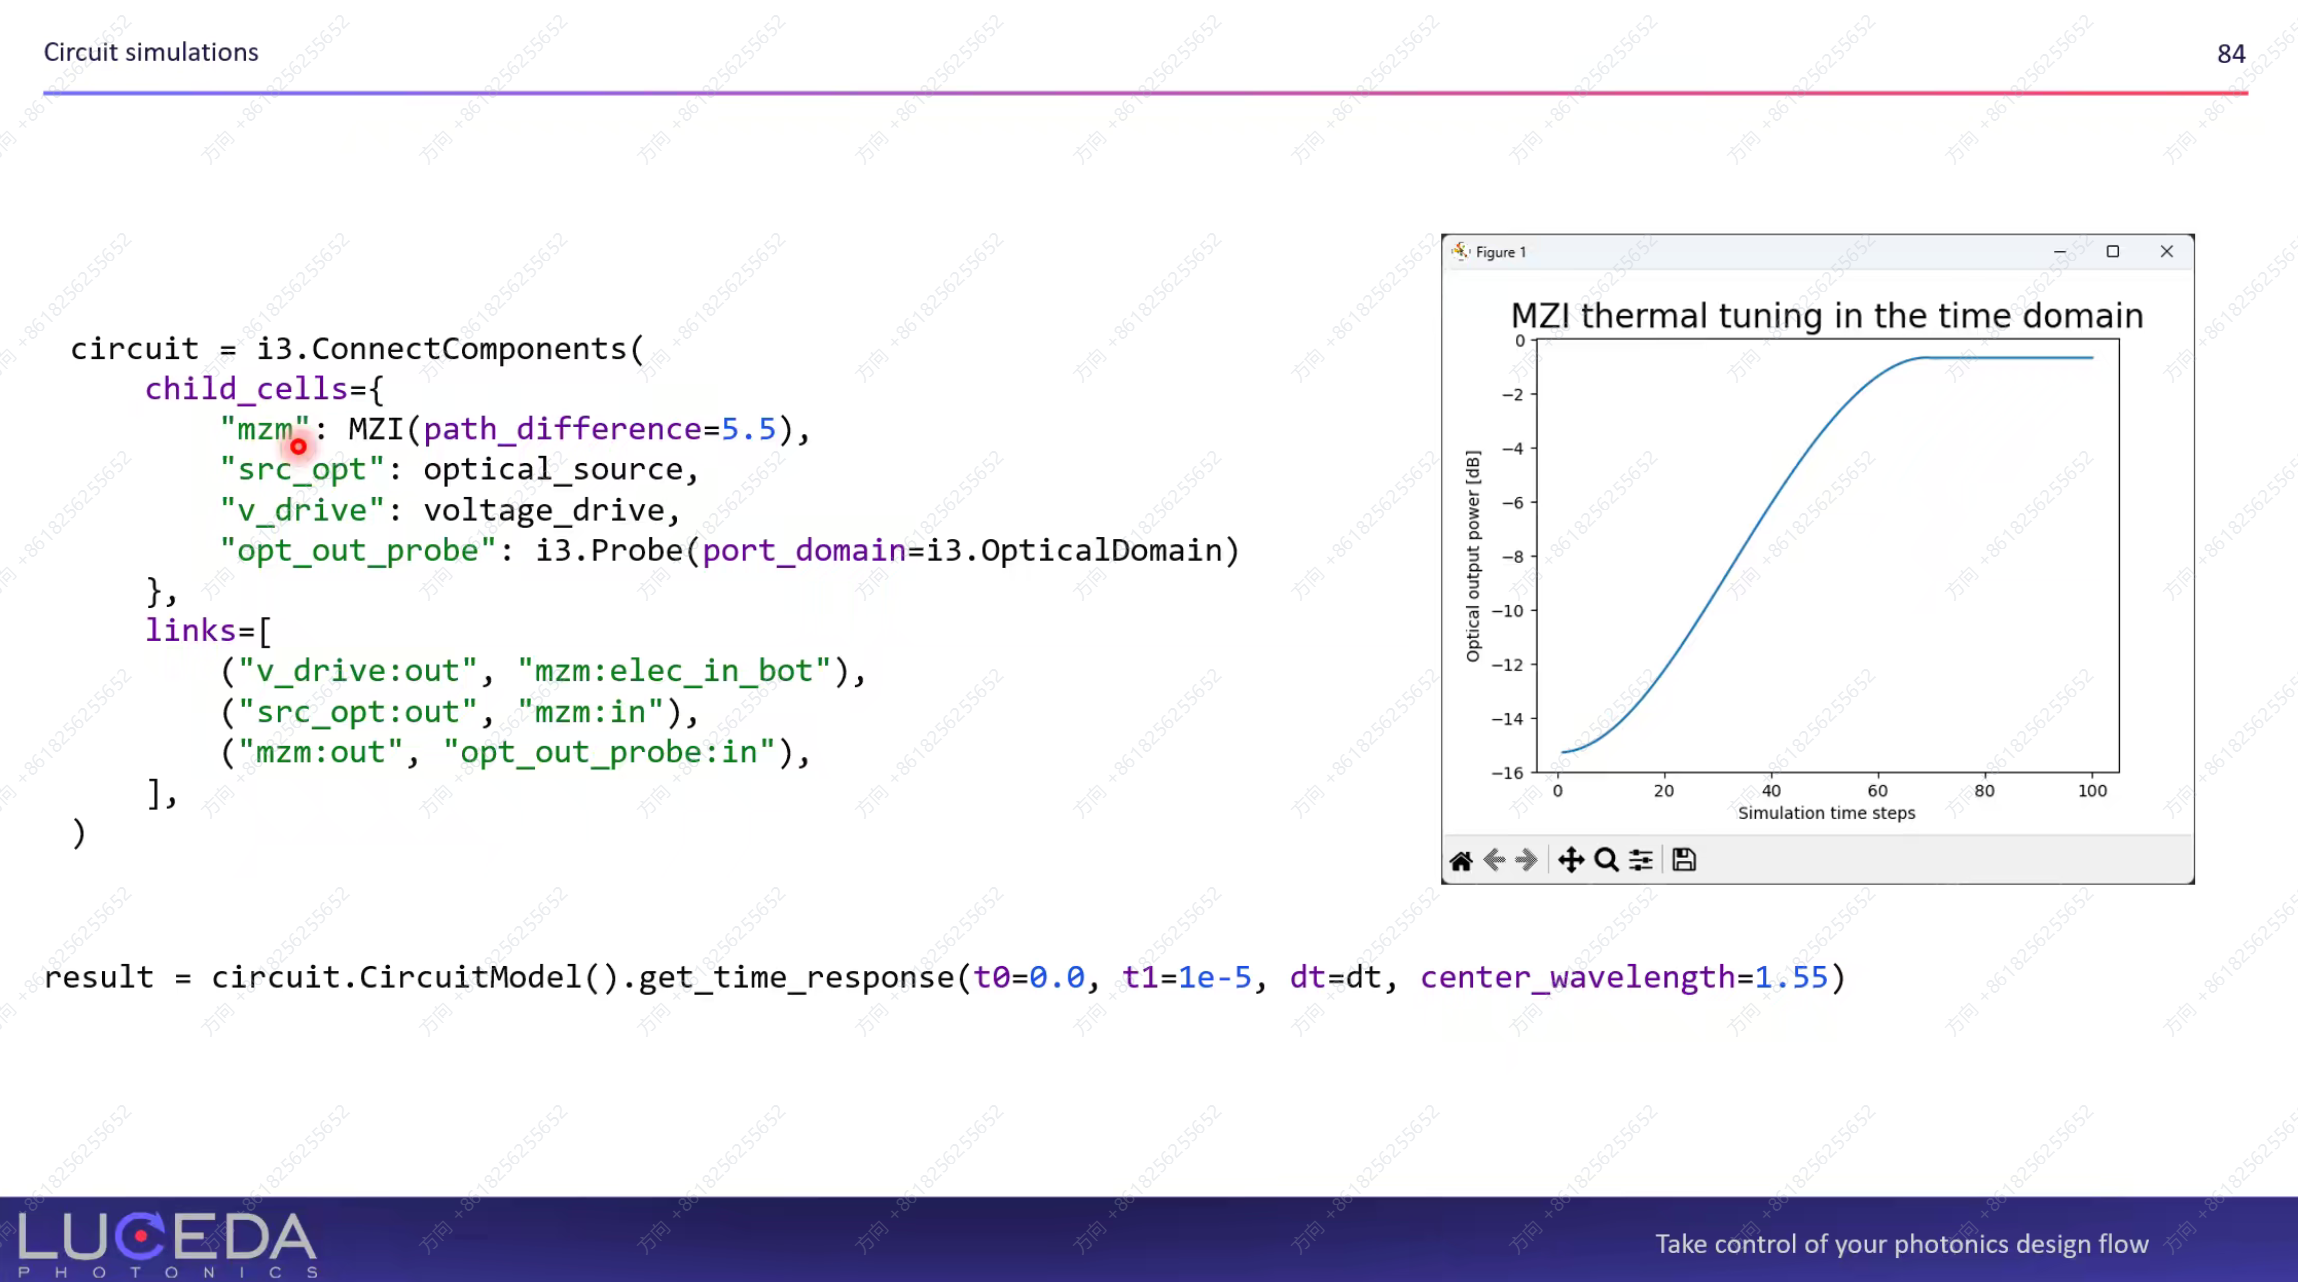 Circuit simulations
84
circuit = i3.ConnectComponents(
    child_cells={
        "mzm": MZI(path_difference=5.5),
        "src_opt": optical_source,
        "v_drive": voltage_drive,
        "opt_out_probe": i3.Probe(port_domain=i3.OpticalDomain)
    },
    links=[
        ("v_drive:out", "mzm:elec_in_bot"),
        ("src_opt:out", "mzm:in"),
        ("mzm:out", "opt_out_probe:in"),
    ],
)
Figure 1
MZI thermal tuning in the time domain
Optical output power [dB]
0
−2
−4
−6
−8
−10
−12
−14
−16
0 20 40 60 80 100
Simulation time steps
result = circuit.CircuitModel().get_time_response(t0=0.0, t1=1e-5, dt=dt, center_wavelength=1.55)
LUCEDA
PHOTONICS
Take control of your photonics design flow
方向 +8618256255652